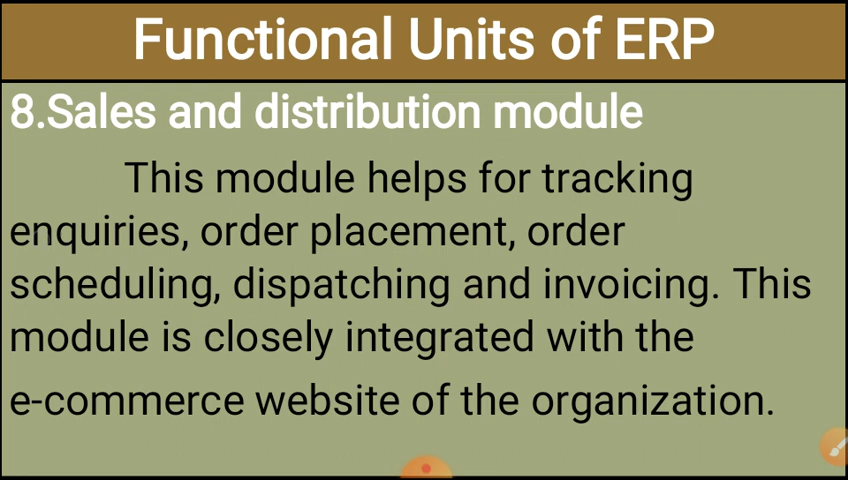 Functional Units of ERP
8.Sales and distribution module
This module helps for tracking
enquiries, order placement, order
scheduling, dispatching and invoicing. This
module is closely integrated with the
e-commerce website of the organization.